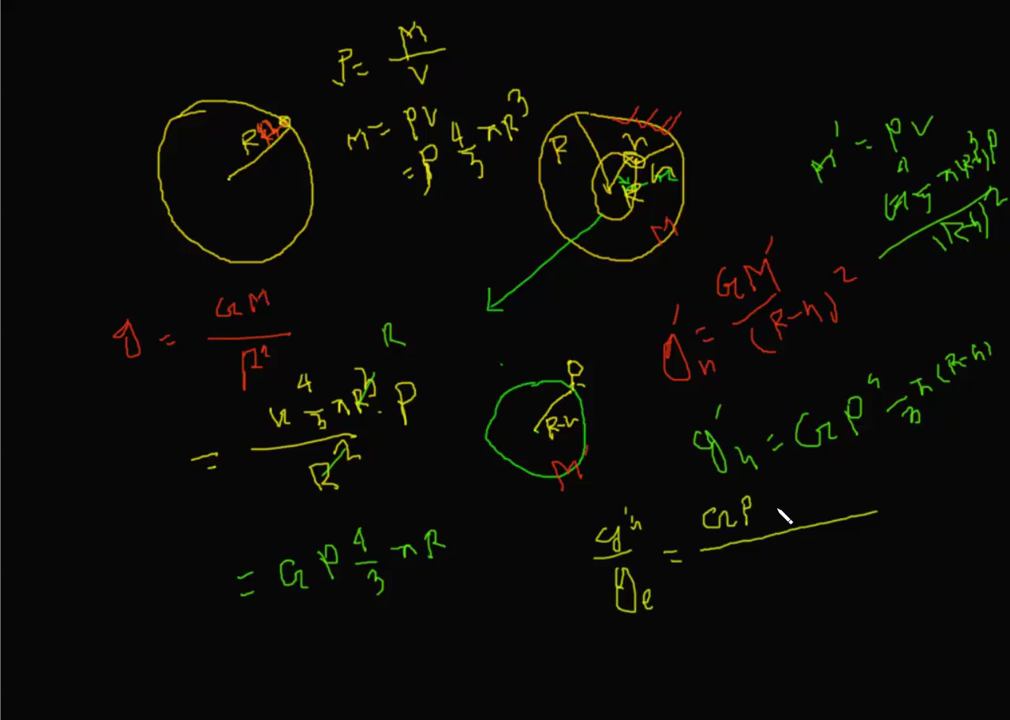 ρ = M/V
M = ρV
= ρ 4/3 πR³
R
R
h
R
M
M' = ρV
G 4/3 π(R-h)³ρ / (R-h)²
g = GM/R²
= G 4/3 πR³·ρ / R²
R
= Gρ 4/3 πR
P
R-h
M'
g'h = GM'/(R-h)²
g'h = Gρ 4/3 π(R-h)
g'h/ge = Gρ